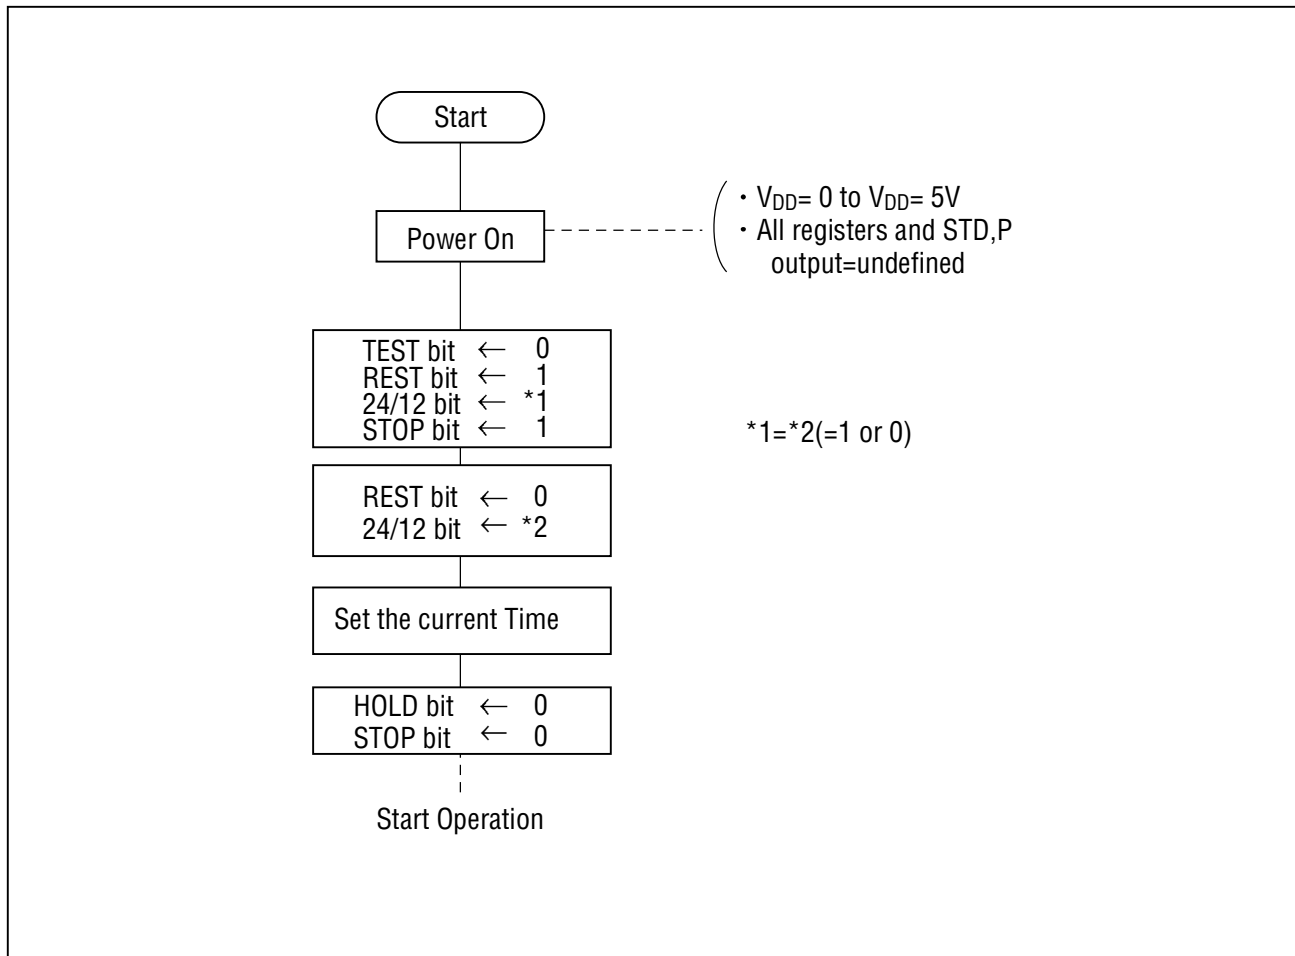 Start
Power On
・VDD= 0 to VDD= 5V
・All registers and STD,P
output=undefined
TEST bit ← 0
REST bit ← 1
24/12 bit ← *1
STOP bit ← 1
*1=*2(=1 or 0)
REST bit ← 0
24/12 bit ← *2
Set the current Time
HOLD bit ← 0
STOP bit ← 0
Start Operation